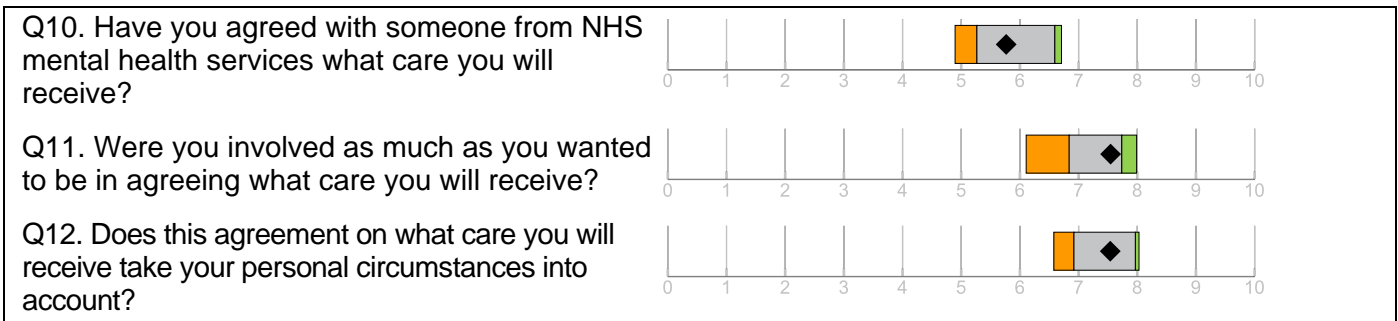 Q10. Have you agreed with someone from NHS
mental health services what care you will
receive?
0 1 2 3 4 5 6 7 8 9 10
Q11. Were you involved as much as you wanted
to be in agreeing what care you will receive?
0 1 2 3 4 5 6 7 8 9 10
Q12. Does this agreement on what care you will
receive take your personal circumstances into
account?
0 1 2 3 4 5 6 7 8 9 10